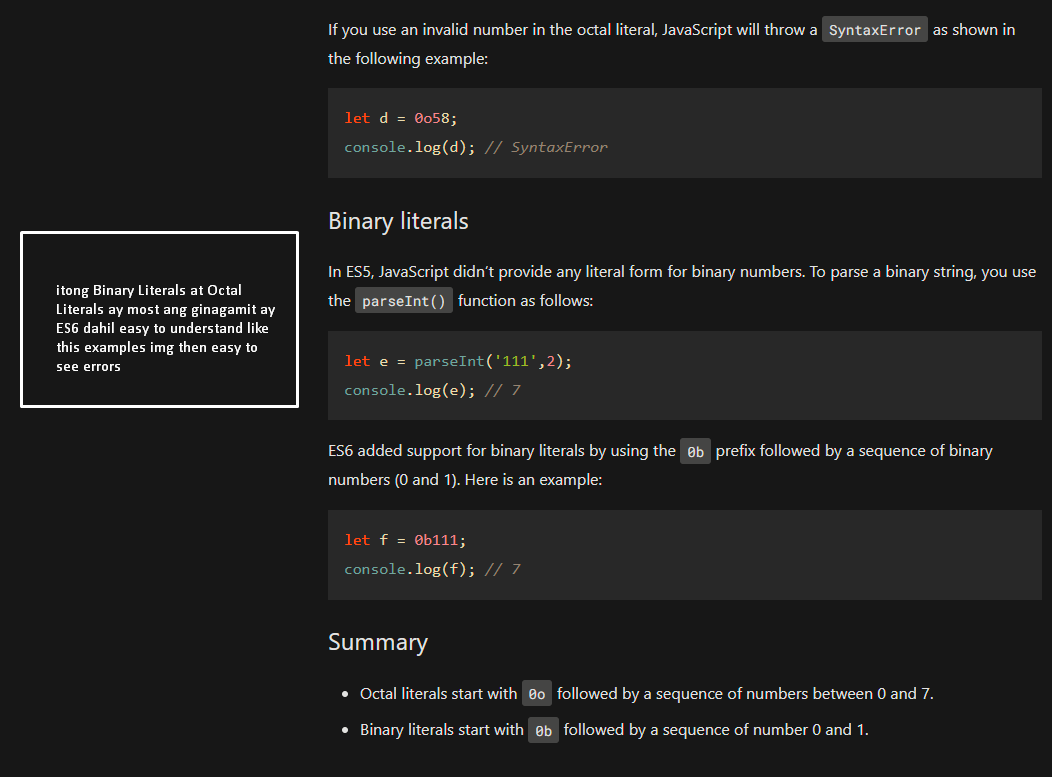 If you use an invalid number in the octal literal, JavaScript will throw a SyntaxError as shown in
the following example:
let d = 0o58;
console.log(d); // SyntaxError
Binary literals
In ES5, JavaScript didn’t provide any literal form for binary numbers. To parse a binary string, you use
the parseInt() function as follows:
let e = parseInt('111',2);
console.log(e); // 7
ES6 added support for binary literals by using the 0b prefix followed by a sequence of binary
numbers (0 and 1). Here is an example:
let f = 0b111;
console.log(f); // 7
Summary
• Octal literals start with 0o followed by a sequence of numbers between 0 and 7.
• Binary literals start with 0b followed by a sequence of number 0 and 1.
itong Binary Literals at Octal
Literals ay most ang ginagamit ay
ES6 dahil easy to understand like
this examples img then easy to
see errors